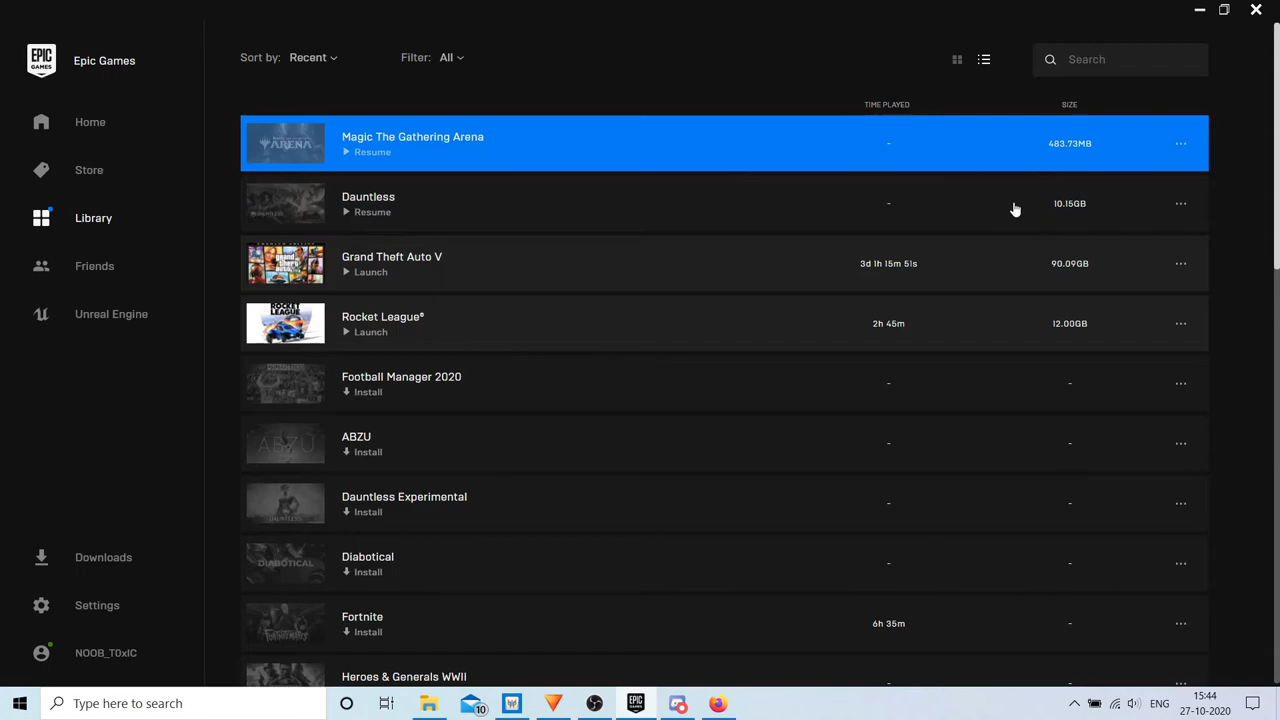 EPIC GAMES
Epic Games
Sort by: Recent
Filter: All
Search
Home
Store
Library
Friends
Unreal Engine
Downloads
Settings
NOOB_T0xIC
TIME PLAYED
SIZE
ARENA
Magic The Gathering Arena
Resume
-
483.73MB
DAUNTLESS
Dauntless
Resume
-
10.15GB
Grand Theft Auto V
Launch
3d 1h 15m 51s
90.09GB
ROCKET LEAGUE
Rocket League®
Launch
2h 45m
12.00GB
Football Manager 2020
Install
-
-
ABZU
ABZU
Install
-
-
DAUNTLESS
Dauntless Experimental
Install
-
-
DIABOTICAL
Diabotical
Install
-
-
Fortnite
Install
6h 35m
-
Heroes & Generals WWII
-
-
Type here to search
10
ENG
15:44
27-10-2020